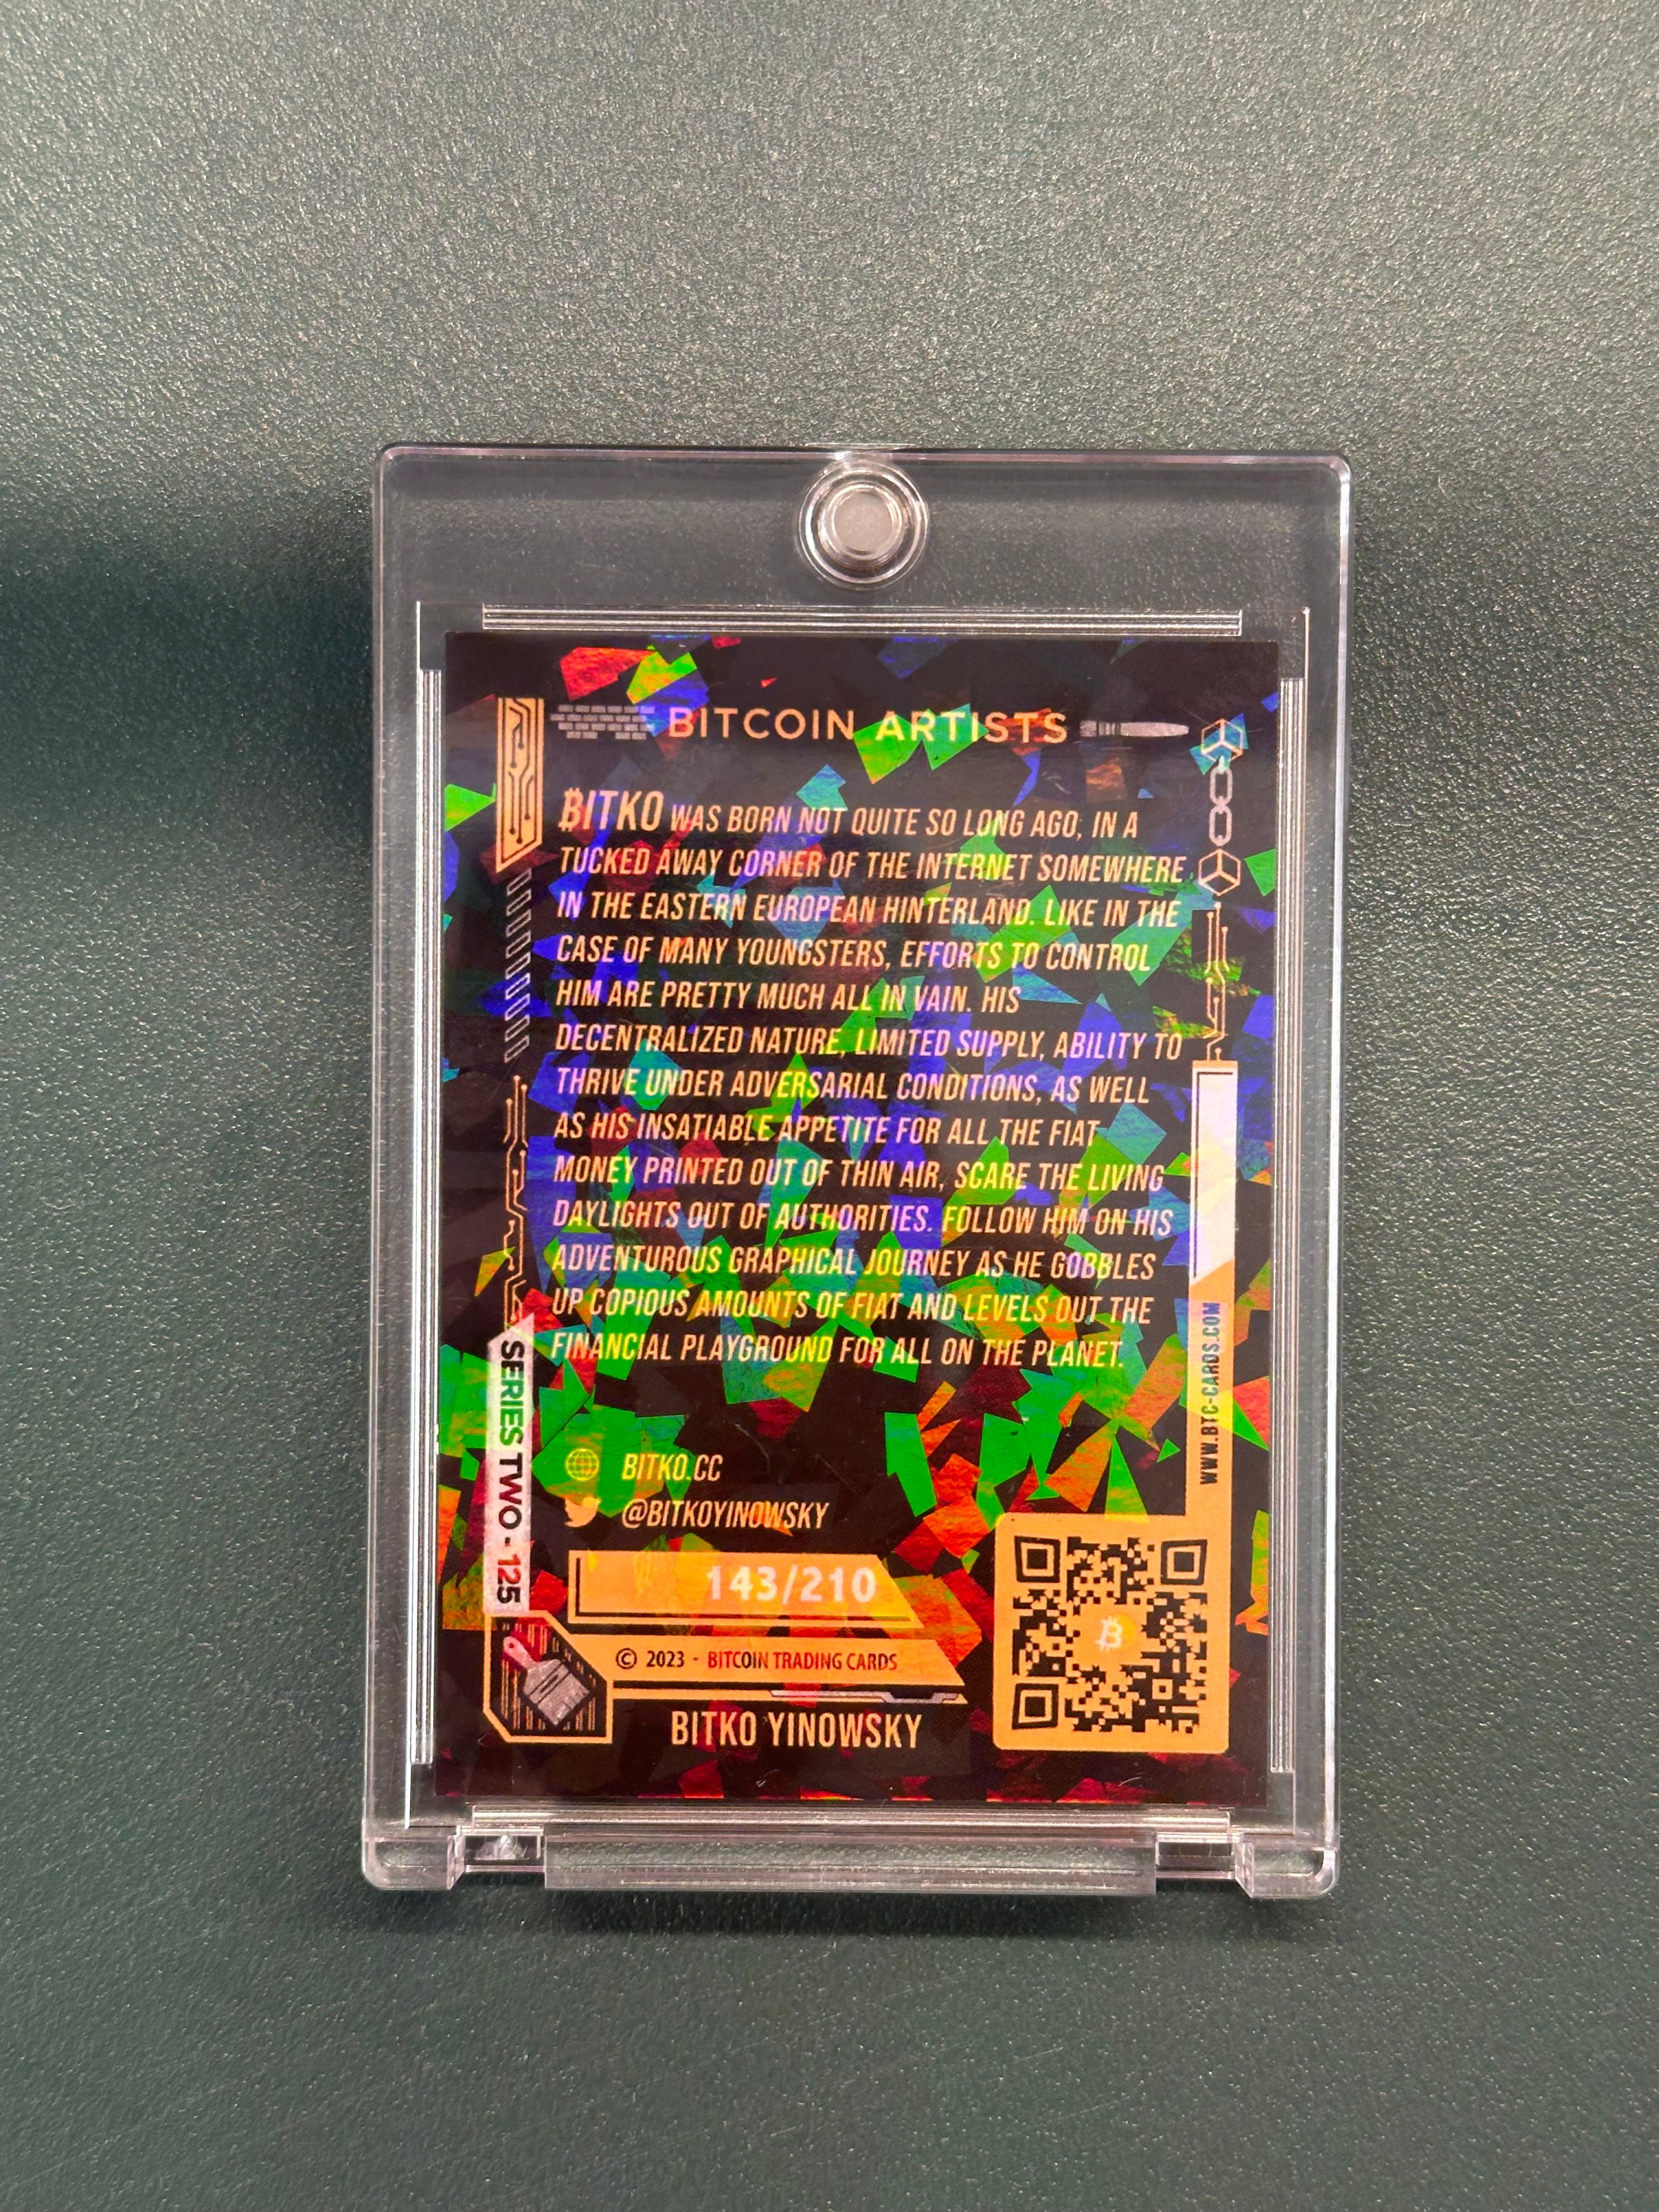 BITCOIN ARTISTS
₿ITKO WAS BORN NOT QUITE SO LONG AGO, IN A
TUCKED AWAY CORNER OF THE INTERNET SOMEWHERE
IN THE EASTERN EUROPEAN HINTERLAND. LIKE IN THE
CASE OF MANY YOUNGSTERS, EFFORTS TO CONTROL
HIM ARE PRETTY MUCH ALL IN VAIN. HIS
DECENTRALIZED NATURE, LIMITED SUPPLY, ABILITY TO
THRIVE UNDER ADVERSARIAL CONDITIONS, AS WELL
AS HIS INSATIABLE APPETITE FOR ALL THE FIAT
MONEY PRINTED OUT OF THIN AIR, SCARE THE LIVING
DAYLIGHTS OUT OF AUTHORITIES. FOLLOW HIM ON HIS
ADVENTUROUS GRAPHICAL JOURNEY AS HE GOBBLES
UP COPIOUS AMOUNTS OF FIAT AND LEVELS OUT THE
FINANCIAL PLAYGROUND FOR ALL ON THE PLANET.
WWW.BTC-CARDS.COM
SERIES TWO - 125
BITKO.CC
@BITKOYINOWSKY
143/210
© 2023 - BITCOIN TRADING CARDS
BITKO YINOWSKY